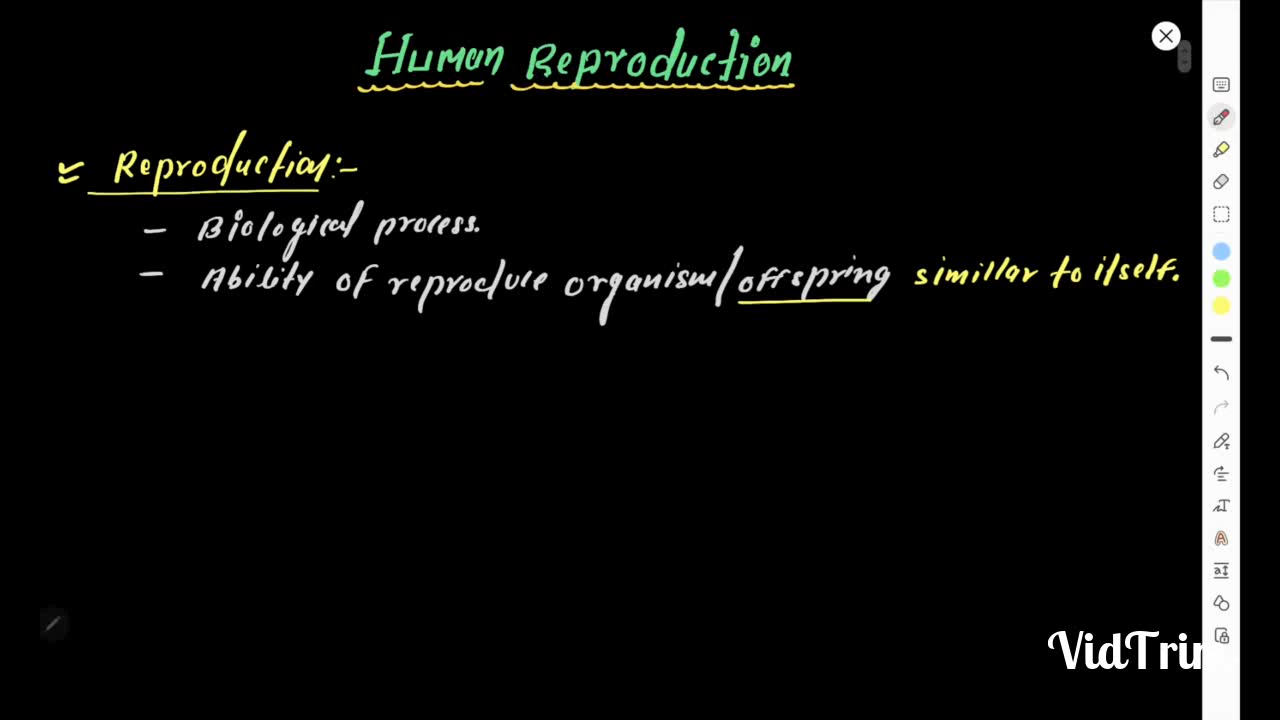 Human Reproduction
Reproduction:-
- Biological process.
- Ability of reproduce organism/offspring simillar to itself.
VidTri